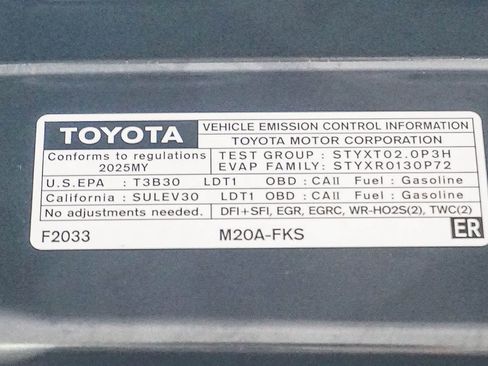 TOYOTA
VEHICLE EMISSION CONTROL INFORMATION
TOYOTA MOTOR CORPORATION
Conforms to regulations
2025MY
TEST GROUP : STYXT02.0P3H
EVAP FAMILY: STYXR0130P72
U.S.EPA : T3B30 LDT1 OBD : CAII Fuel : Gasoline
California : SULEV30 LDT1 OBD : CAII Fuel : Gasoline
No adjustments needed. DFI+SFI, EGR, EGRC, WR-HO2S(2), TWC(2)
F2033 M20A-FKS ER